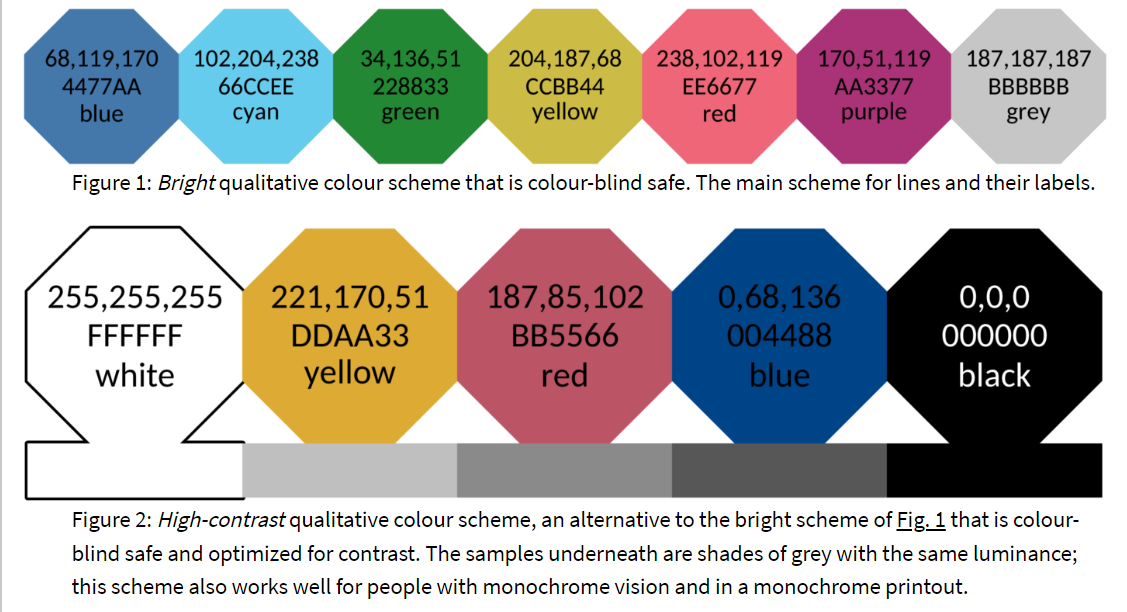 68,119,170 102,204,238 34,136,51 204,187,68 238,102,119 170,51,119 187,187,187
4477AA 66CCEE 228833 CCBB44 EE6677 AA3377 BBBBBB
blue cyan green yellow red purple grey
Figure 1: Bright qualitative colour scheme that is colour-blind safe. The main scheme for lines and their labels.
255,255,255 221,170,51 187,85,102 0,68,136 0,0,0
FFFFFF DDAA33 BB5566 004488 000000
white yellow red blue black
Figure 2: High-contrast qualitative colour scheme, an alternative to the bright scheme of Fig. 1 that is colour-
blind safe and optimized for contrast. The samples underneath are shades of grey with the same luminance;
this scheme also works well for people with monochrome vision and in a monochrome printout.